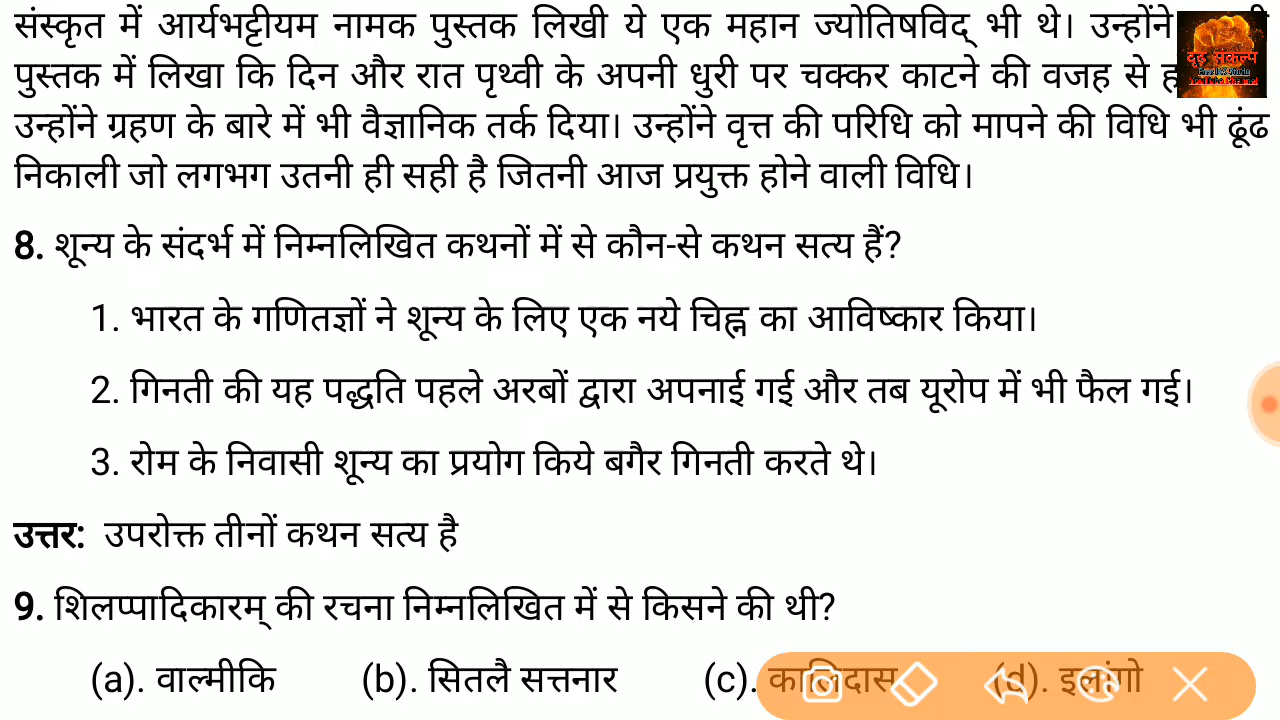 संस्कृत में आर्यभट्टीयम नामक पुस्तक लिखी ये एक महान ज्योतिषविद् भी थे। उन्होंने
पुस्तक में लिखा कि दिन और रात पृथ्वी के अपनी धुरी पर चक्कर काटने की वजह से
दृढ़ संकल्प
उन्होंने ग्रहण के बारे में भी वैज्ञानिक तर्क दिया। उन्होंने वृत्त की परिधि को मापने की विधि भी ढूंढ
निकाली जो लगभग उतनी ही सही है जितनी आज प्रयुक्त होने वाली विधि।
8. शून्य के संदर्भ में निम्नलिखित कथनों में से कौन-से कथन सत्य हैं?
1. भारत के गणितज्ञों ने शून्य के लिए एक नये चिह्न का आविष्कार किया।
2. गिनती की यह पद्धति पहले अरबों द्वारा अपनाई गई और तब यूरोप में भी फैल गई।
3. रोम के निवासी शून्य का प्रयोग किये बगैर गिनती करते थे।
उत्तर: उपरोक्त तीनों कथन सत्य है
9. शिलप्पादिकारम् की रचना निम्नलिखित में से किसने की थी?
(a). वाल्मीकि (b). सितलै सत्तनार (c). कालिदास (d). इलांगो